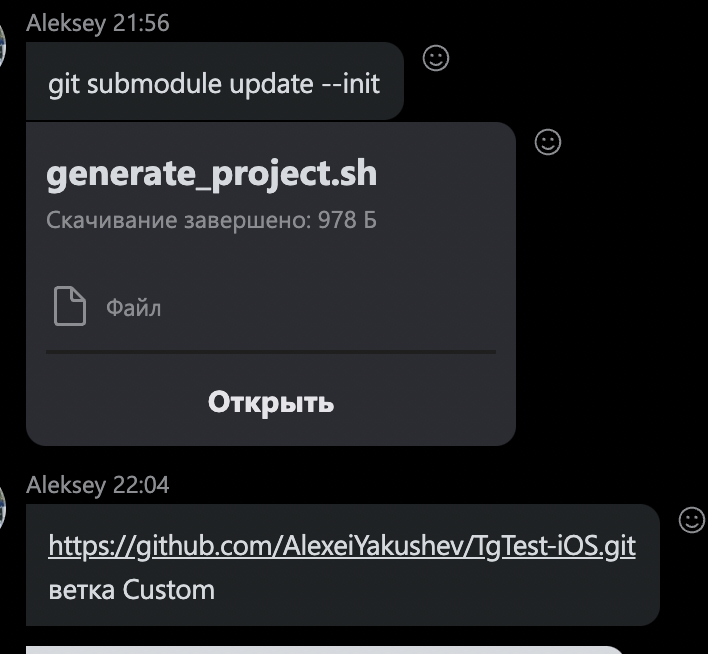 Aleksey 21:56
git submodule update --init
generate_project.sh
Скачивание завершено: 978 Б
Файл
Открыть
Aleksey 22:04
https://github.com/AlexeiYakushev/TgTest-iOS.git
ветка Custom